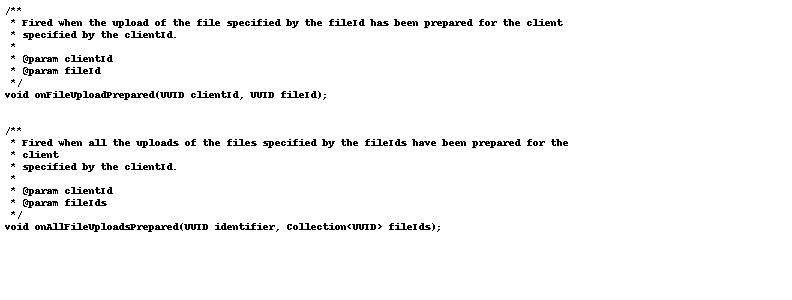 /**
 * Fired when the upload of the file specified by the fileId has been prepared for the client
 * specified by the clientId.
 *
 * @param clientId
 * @param fileId
 */
void onFileUploadPrepared(UUID clientId, UUID fileId);
/**
 * Fired when all the uploads of the files specified by the fileIds have been prepared for the
 * client
 * specified by the clientId.
 *
 * @param clientId
 * @param fileIds
 */
void onAllFileUploadsPrepared(UUID identifier, Collection<UUID> fileIds);